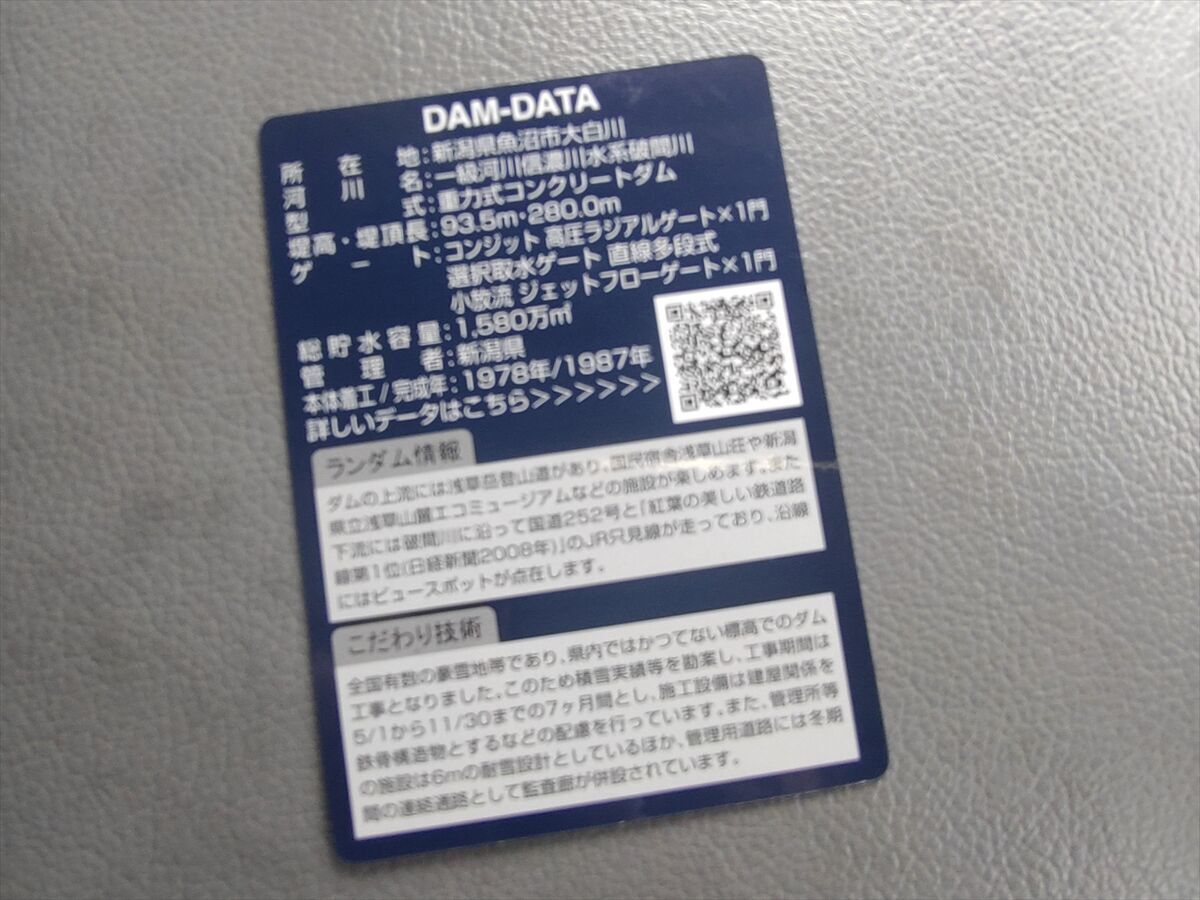 DAM-DATA
所在地：新潟県魚沼市大白川
河川名：一級河川信濃川水系破間川
型式：重力式コンクリートダム
堤高・堤頂長：93.5m・280.0m
ゲート：コンジット 高圧ラジアルゲート×1門
選択取水ゲート 直線多段式
小放流 ジェットフローゲート×1門
総貯水容量：1,580万㎥
管理者：新潟県
本体着工/完成年：1978年/1987年
詳しいデータはこちら>>>>>>
ランダム情報
ダムの上流には浅草岳登山道があり、国民宿舎浅草山荘や新潟
県立浅草山麓エコミュージアムなどの施設が楽しめます。また
下流には破間川に沿って国道252号と「紅葉の美しい鉄道路
線第1位(日経新聞2008年)」のJR只見線が走っており、沿線
にはビュースポットが点在します。
こだわり技術
全国有数の豪雪地帯であり、県内ではかつてない標高でのダム
工事となりました。このため積雪実績等を勘案し、工事期間は
5/1から11/30までの7ヶ月間とし、施工設備は建屋関係を
鉄骨構造物とするなどの配慮を行っています。また、管理所等
の施設は6mの耐雪設計としているほか、管理用道路には冬期
間の連絡通路として監査廊が併設されています。